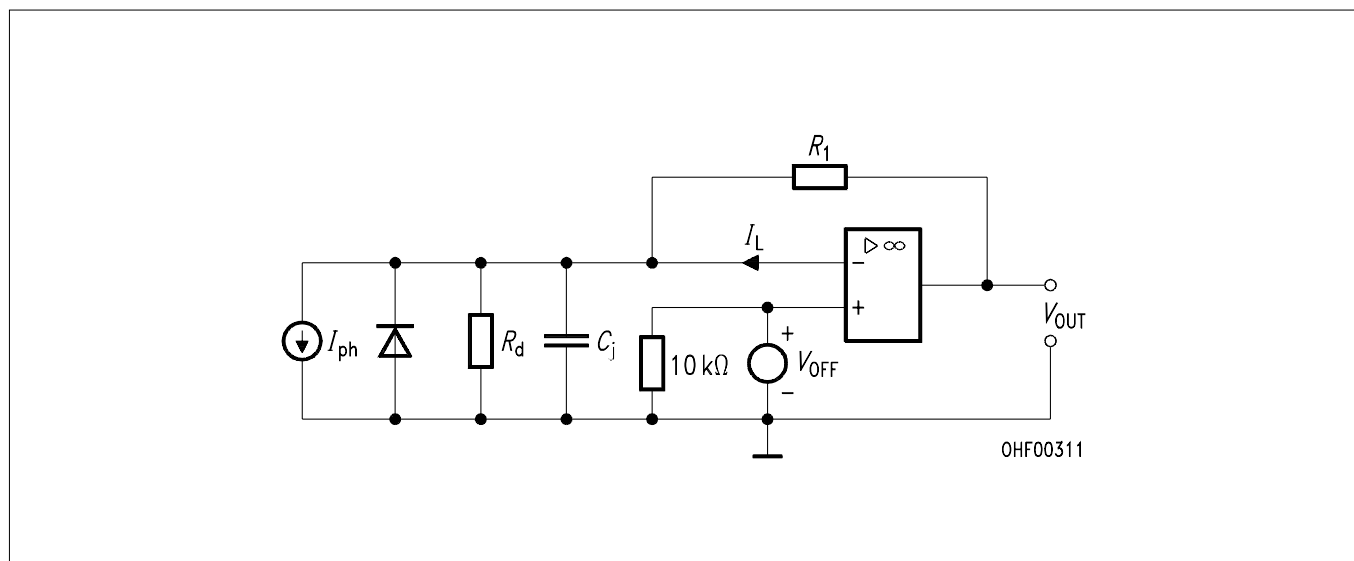 R1
IL
▷ ∞
−
+
Iph
Rd
Cj
10 kΩ
+
VOFF
−
VOUT
OHF00311